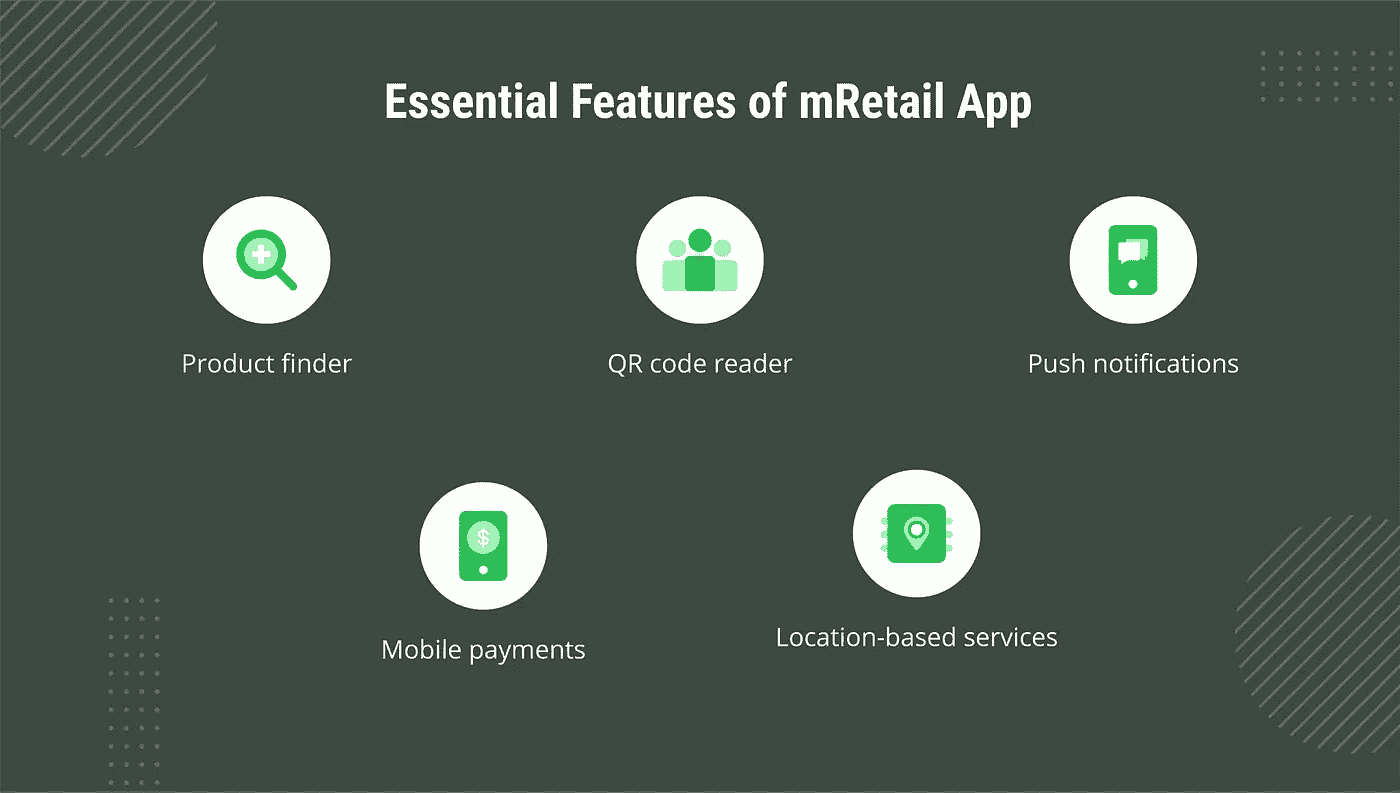 Essential Features of mRetail App
Product finder
QR code reader
Push notifications
$
Mobile payments
Location-based services